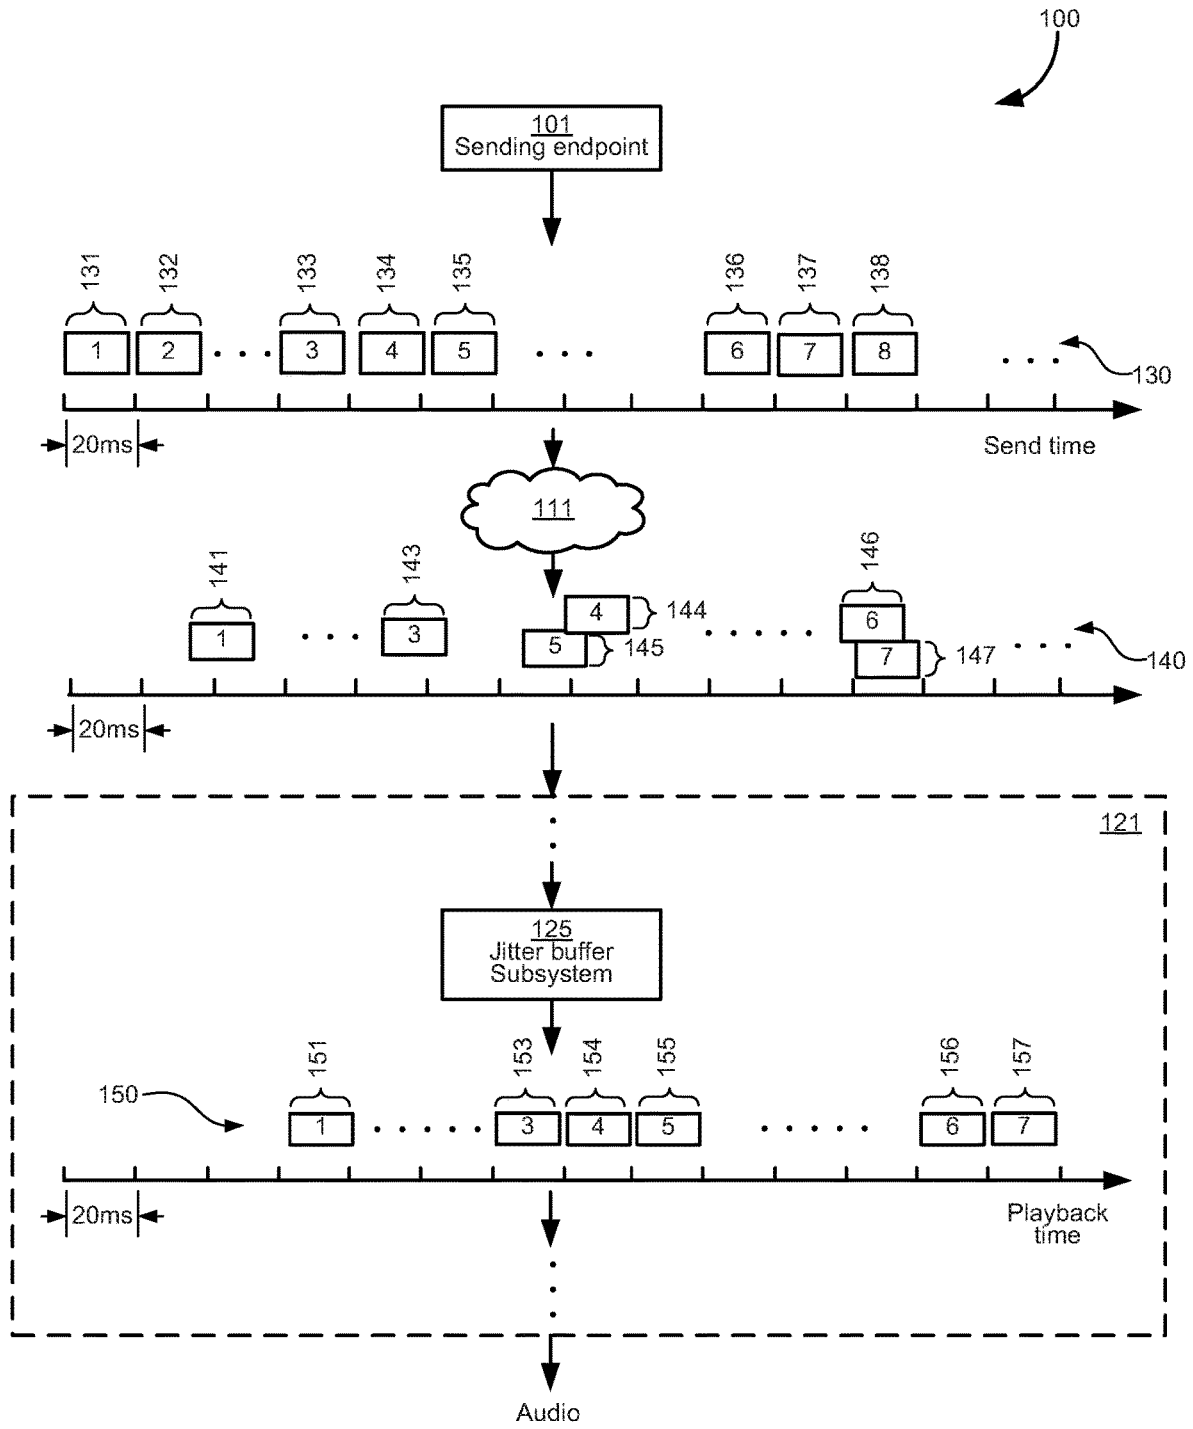 100
101
Sending endpoint
131 132 133 134 135 136 137 138
1 2 . . . 3 4 5 . . . 6 7 8 . . .
130
20ms
Send time
111
141 143 146
4 144
1 . . . 3 5 145 . . . . . 6
7 147 . . .
140
20ms
121
125
Jitter buffer
Subsystem
151 153 154 155 156 157
150
1 . . . . . 3 4 5 . . . . . 6 7
20ms
Playback
time
Audio